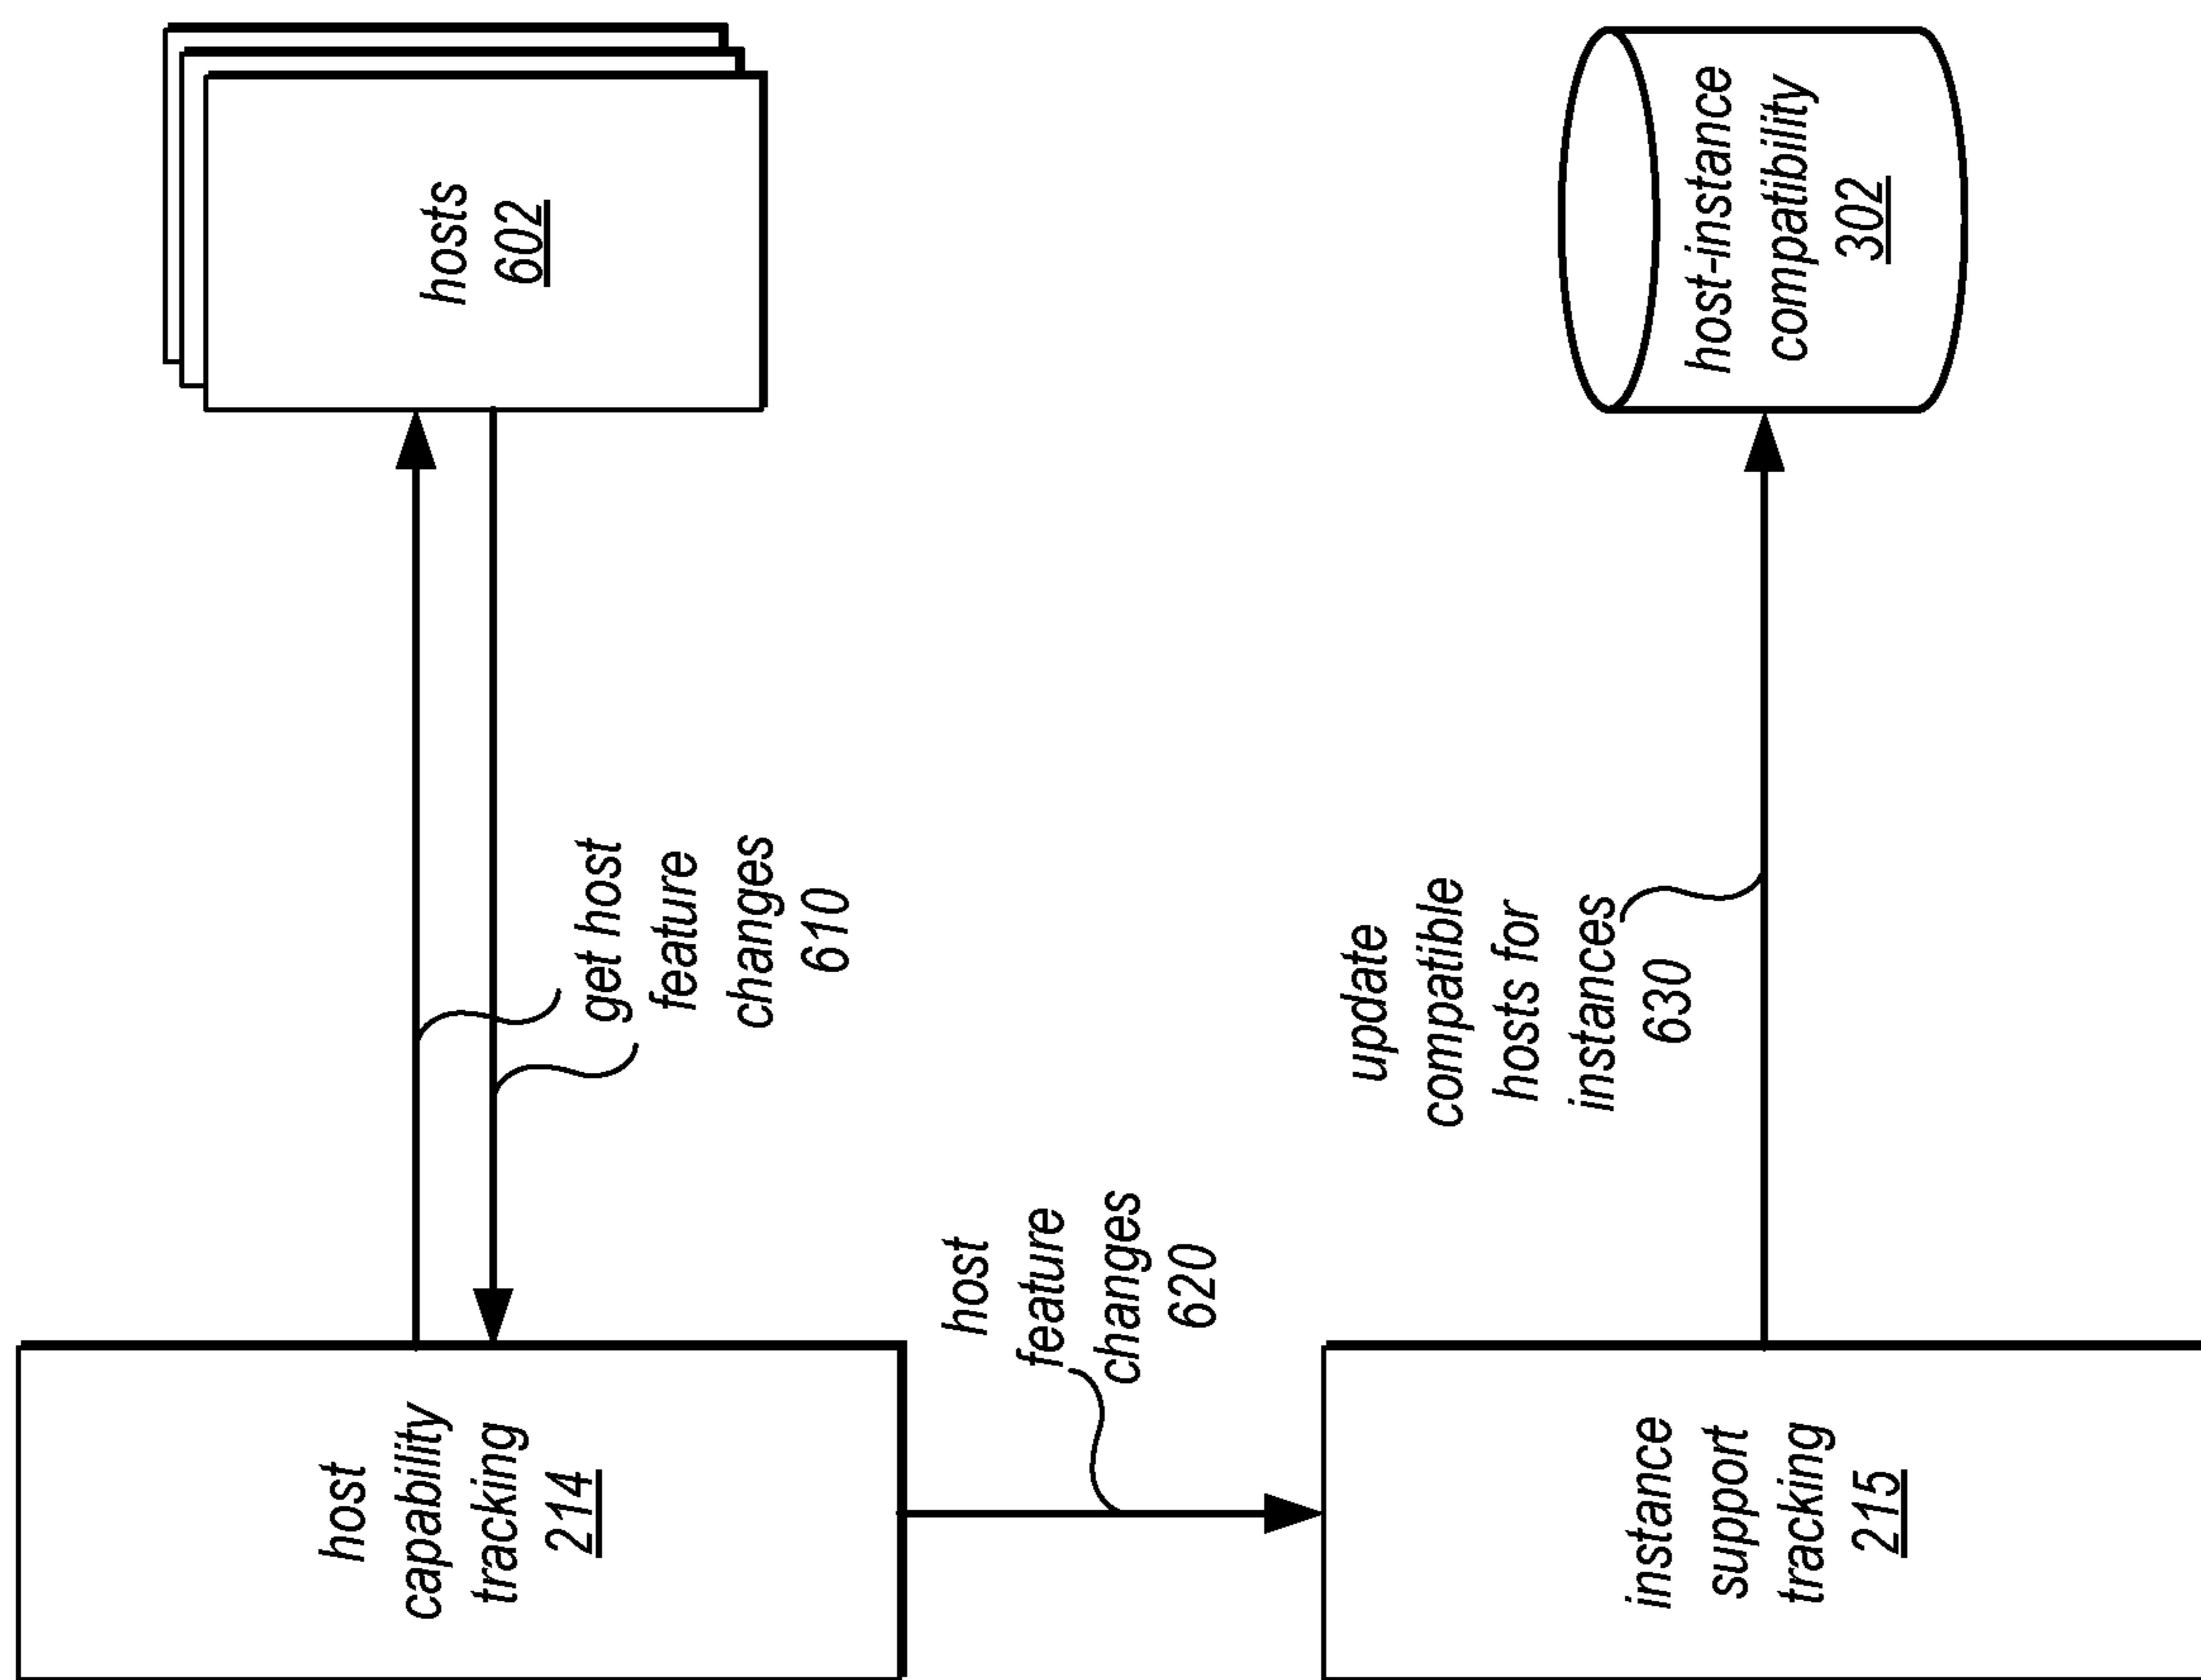 host
capability
tracking
214
get host
feature
changes
610
hosts
602
host
feature
changes
620
instance
support
tracking
215
update
compatible
hosts for
instances
630
host-instance
compatibility
302